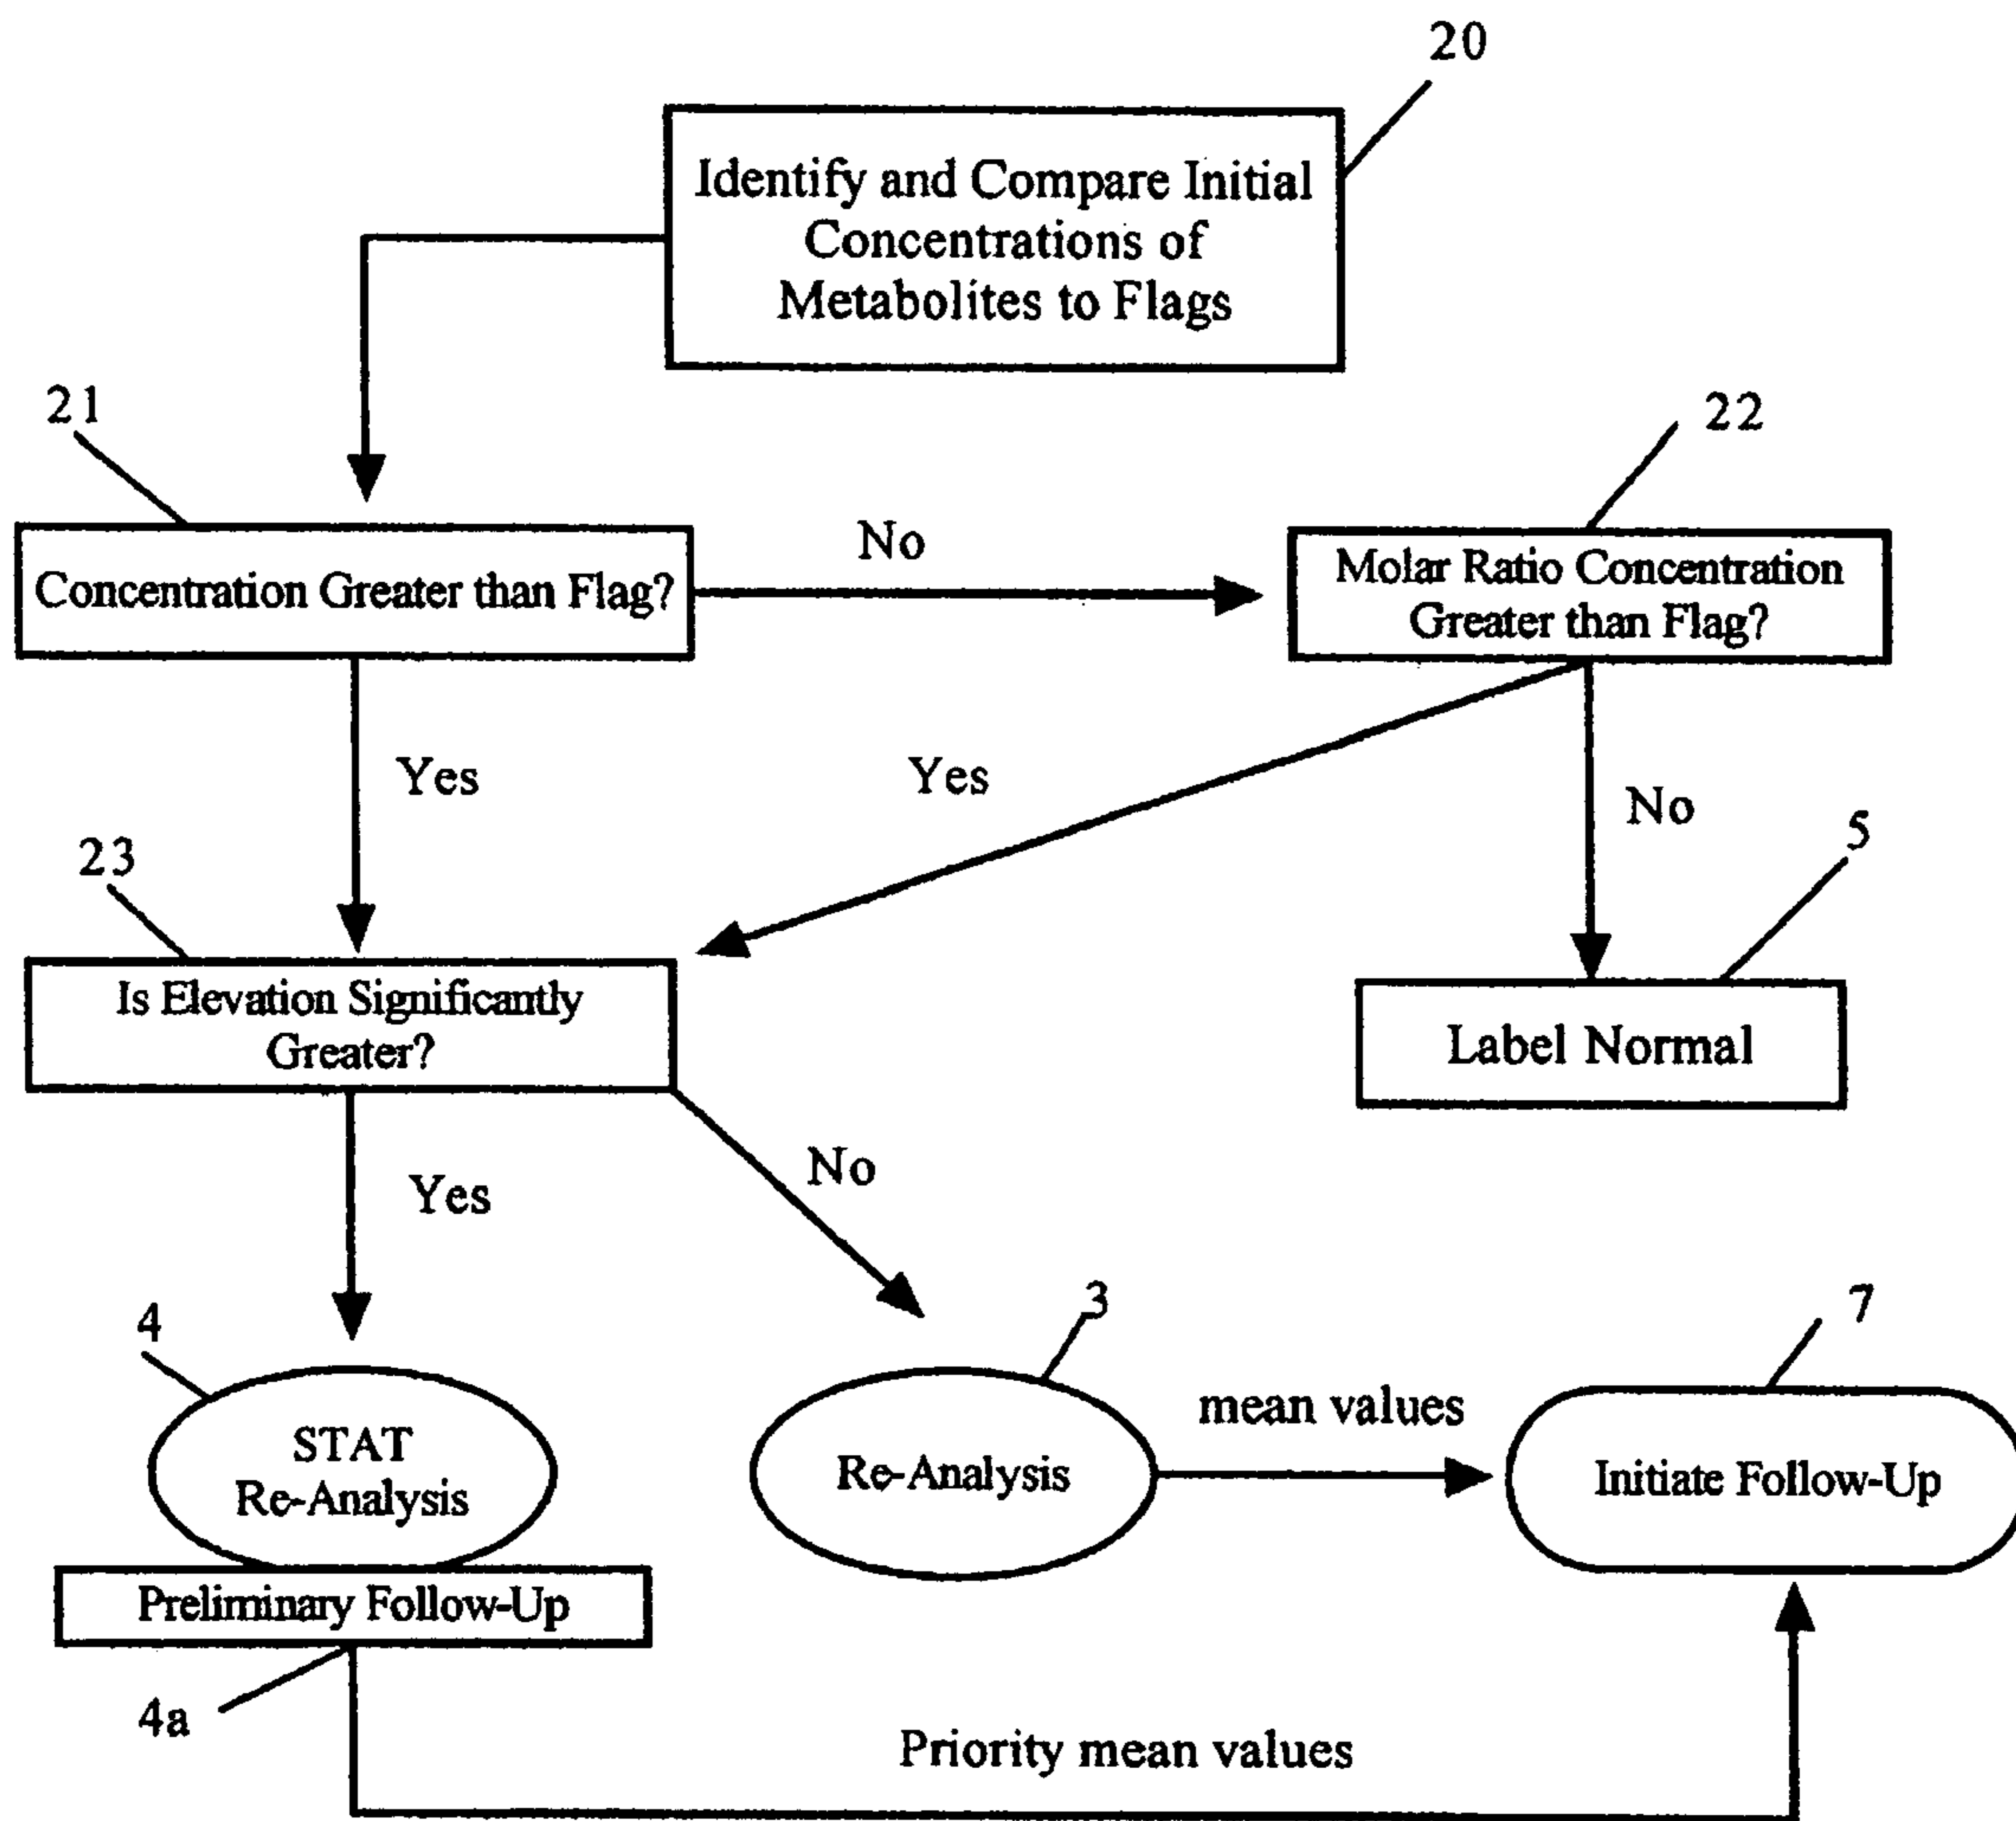 20
Identify and Compare Initial
Concentrations of
Metabolites to Flags
21
22
Concentration Greater than Flag?
No
Molar Ratio Concentration
Greater than Flag?
Yes
Yes
No
23
5
Is Elevation Significantly
Greater?
Label Normal
Yes
No
4
3
7
STAT
Re-Analysis
Re-Analysis
mean values
Initiate Follow-Up
Preliminary Follow-Up
4a
Priority mean values